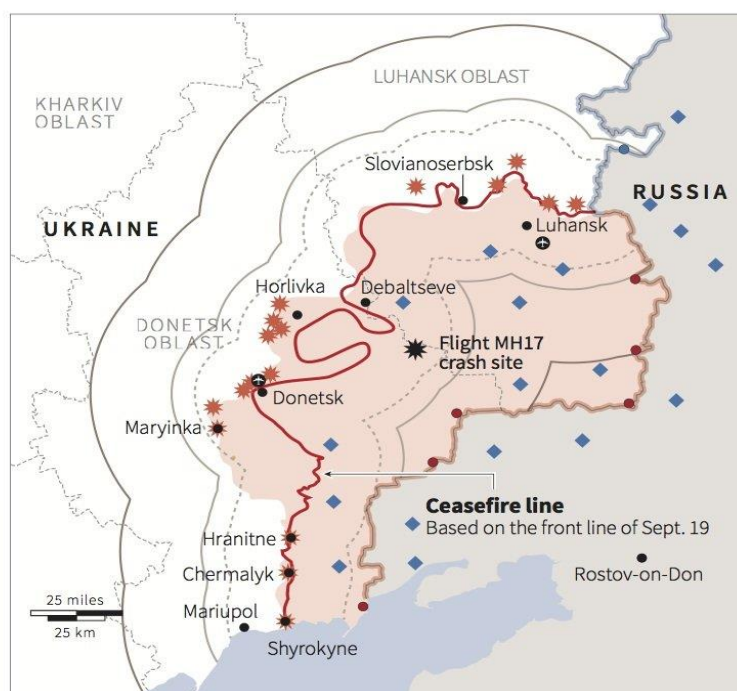 LUHANSK OBLAST
KHARKIV
OBLAST
Slovianoserbsk
RUSSIA
UKRAINE
Luhansk
Horlivka
Debaltseve
DONETSK
OBLAST
Flight MH17
crash site
Donetsk
Maryinka
Ceasefire line
Based on the front line of Sept. 19
Hranitne
Chermalyk
Rostov-on-Don
25 miles
25 km
Mariupol
Shyrokyne